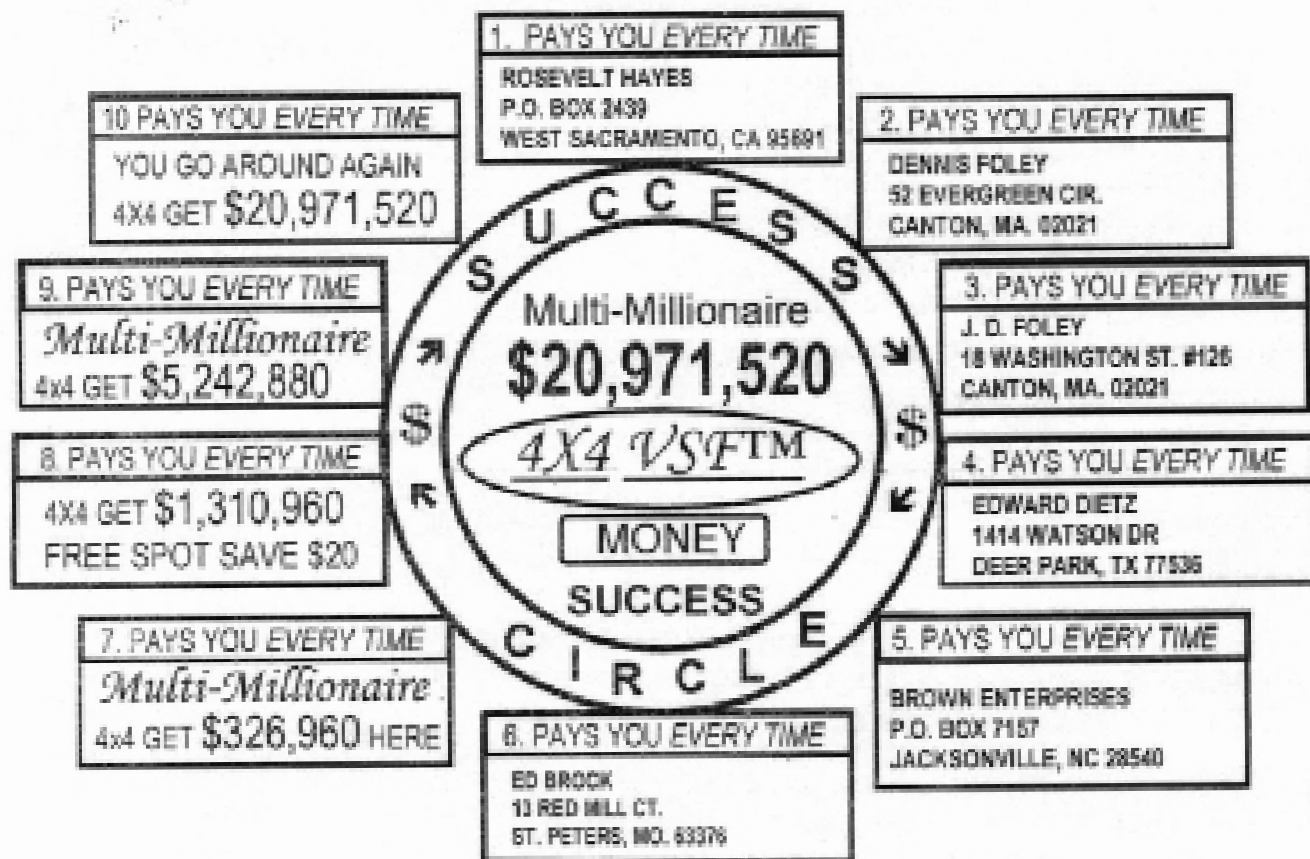 1. PAYS YOU EVERY TIME
ROSEVELT HAYES
P.O. BOX 2439
WEST SACRAMENTO, CA 95691
2. PAYS YOU EVERY TIME
DENNIS FOLEY
52 EVERGREEN CIR.
CANTON, MA. 02021
3. PAYS YOU EVERY TIME
J. D. FOLEY
18 WASHINGTON ST. #126
CANTON, MA. 02021
4. PAYS YOU EVERY TIME
EDWARD DIETZ
1414 WATSON DR
DEER PARK, TX 77536
5. PAYS YOU EVERY TIME
BROWN ENTERPRISES
P.O. BOX 7157
JACKSONVILLE, NC 28540
6. PAYS YOU EVERY TIME
ED BROCK
13 RED MILL CT.
ST. PETERS, MO. 63376
7. PAYS YOU EVERY TIME
Multi-Millionaire
4x4 GET $326,960 HERE
8. PAYS YOU EVERY TIME
4X4 GET $1,310,960
FREE SPOT SAVE $20
9. PAYS YOU EVERY TIME
Multi-Millionaire
4x4 GET $5,242,880
10 PAYS YOU EVERY TIME
YOU GO AROUND AGAIN
4X4 GET $20,971,520
SUCCESS
$ $
CIRCLE
Multi-Millionaire
$20,971,520
4X4 VSF™
MONEY
SUCCESS